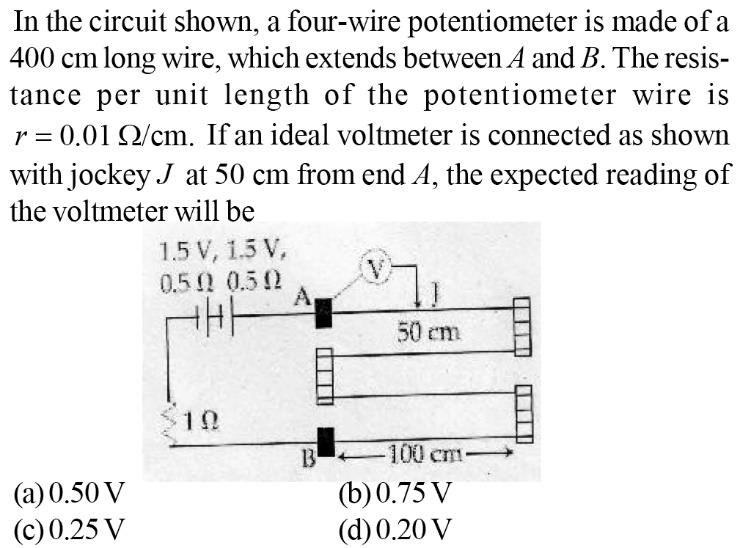 In the circuit shown, a four-wire potentiometer is made of a
400 cm long wire, which extends between A and B. The resis-
tance per unit length of the potentiometer wire is
r = 0.01 Ω/cm. If an ideal voltmeter is connected as shown
with jockey J at 50 cm from end A, the expected reading of
the voltmeter will be
1.5 V, 1.5 V,
0.5 Ω 0.5 Ω
V
A
J
50 cm
1 Ω
B
100 cm
(a) 0.50 V
(b) 0.75 V
(c) 0.25 V
(d) 0.20 V